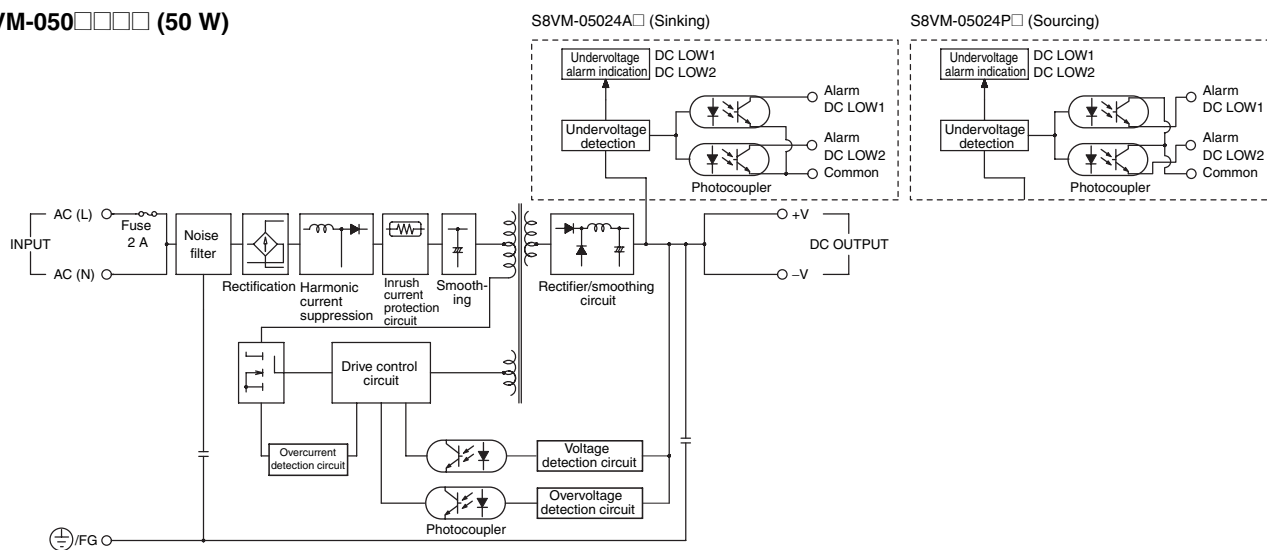 VM-050□□□□ (50 W)
S8VM-05024A□ (Sinking)
Undervoltage
alarm indication
DC LOW1
DC LOW2
Undervoltage
detection
Alarm
DC LOW1
Alarm
DC LOW2
Common
Photocoupler
S8VM-05024P□ (Sourcing)
Undervoltage
alarm indication
DC LOW1
DC LOW2
Undervoltage
detection
Alarm
DC LOW1
Alarm
DC LOW2
Common
Photocoupler
INPUT
AC (L)
AC (N)
Fuse
2 A
Noise
filter
Rectification
Harmonic
current
suppression
Inrush
current
protection
circuit
Smooth-
ing
Rectifier/smoothing
circuit
+V
DC OUTPUT
–V
Drive control
circuit
Overcurrent
detection circuit
Voltage
detection circuit
Overvoltage
detection circuit
Photocoupler
/FG